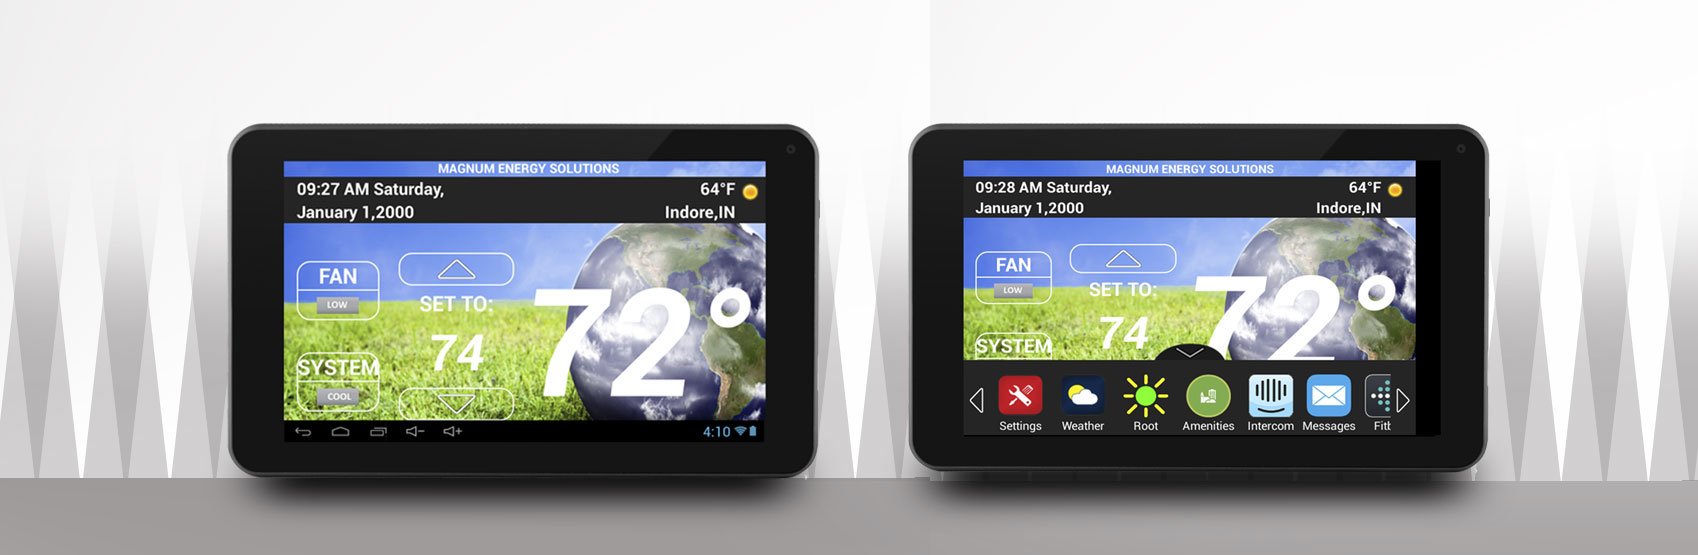 MAGNUM ENERGY SOLUTIONS
09:27 AM Saturday,
January 1,2000
64°F
Indore,IN
FAN
LOW
SYSTEM
COOL
SET TO:
74
72°
4:10
MAGNUM ENERGY SOLUTIONS
09:28 AM Saturday,
January 1,2000
64°F
Indore,IN
FAN
LOW
SYSTEM
SET TO:
74
72°
Settings Weather Root Amenities Intercom Messages Fitb